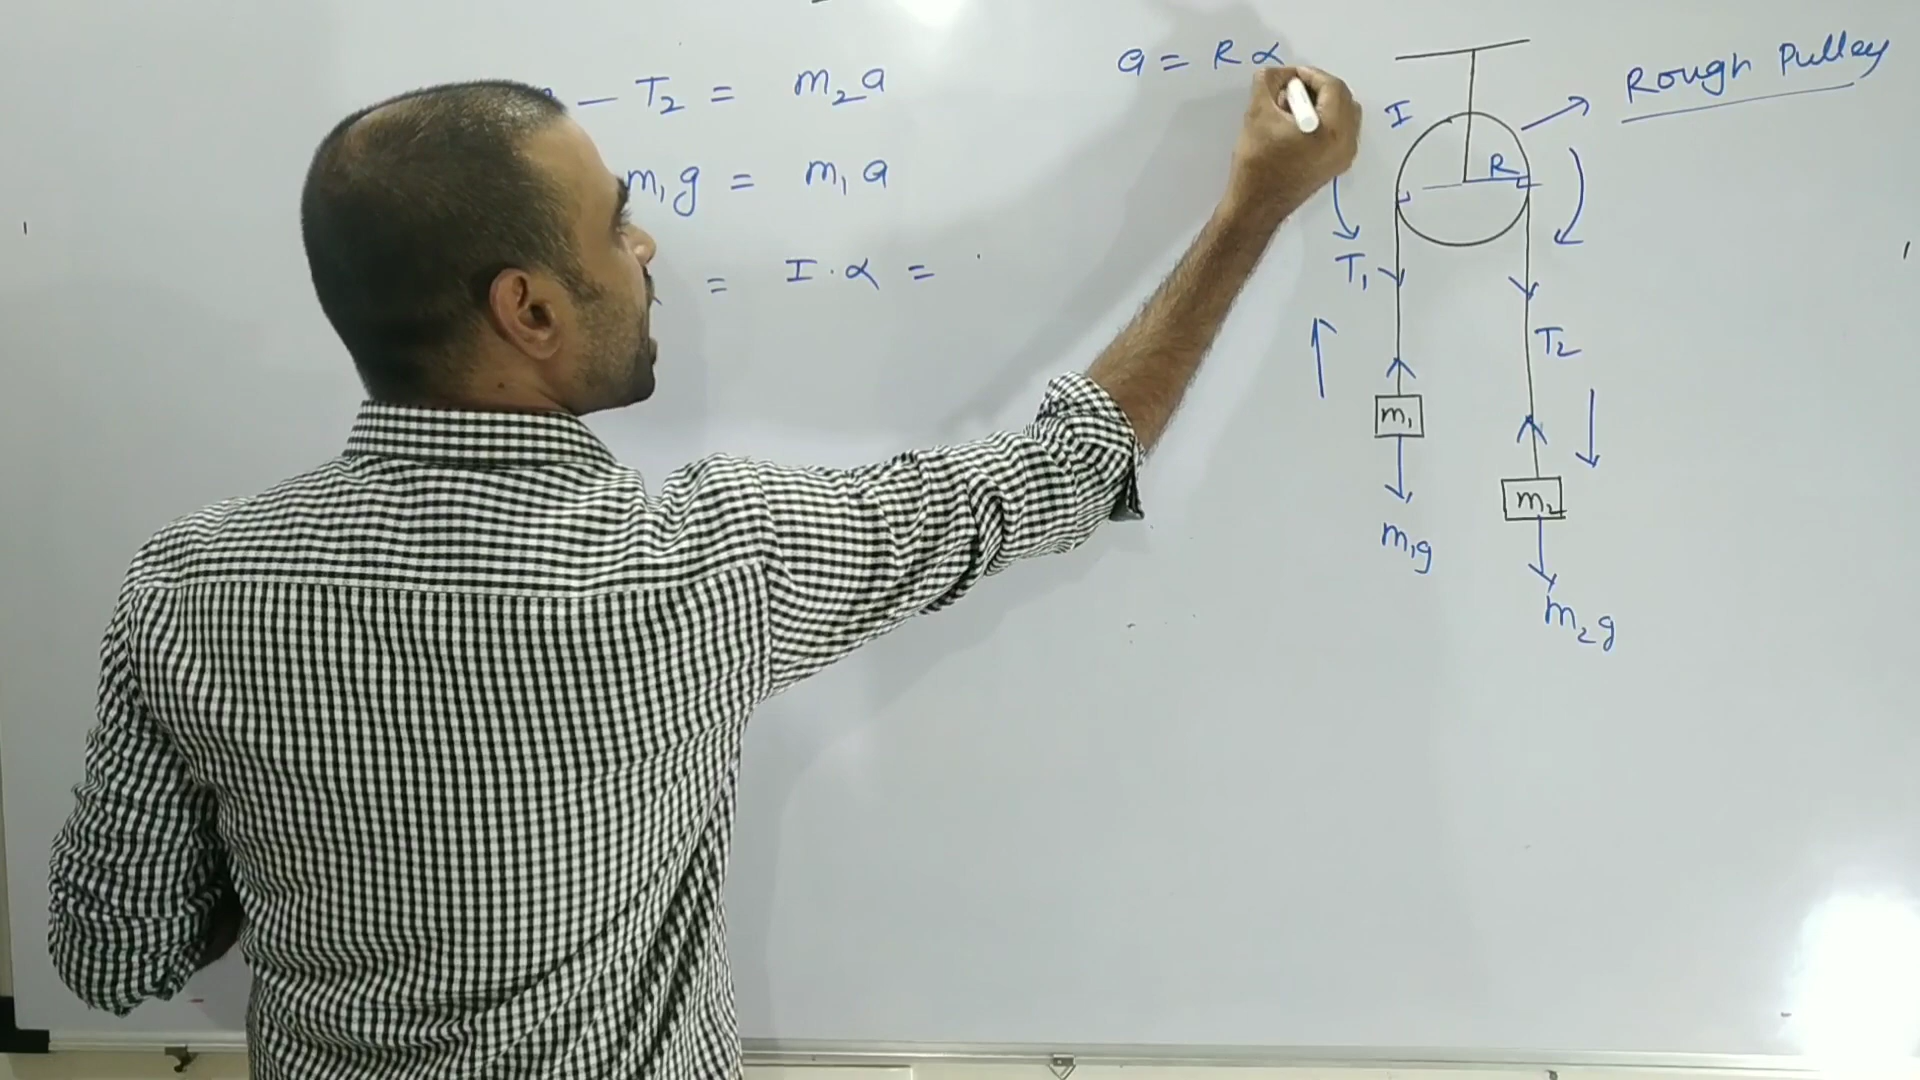 — T₂ = m₂a
m₁g = m₁a
= I·α =
a = Rα
Rough Pulley
I
R
T₁
T₂
m₁
m₂
m₁g
m₂g